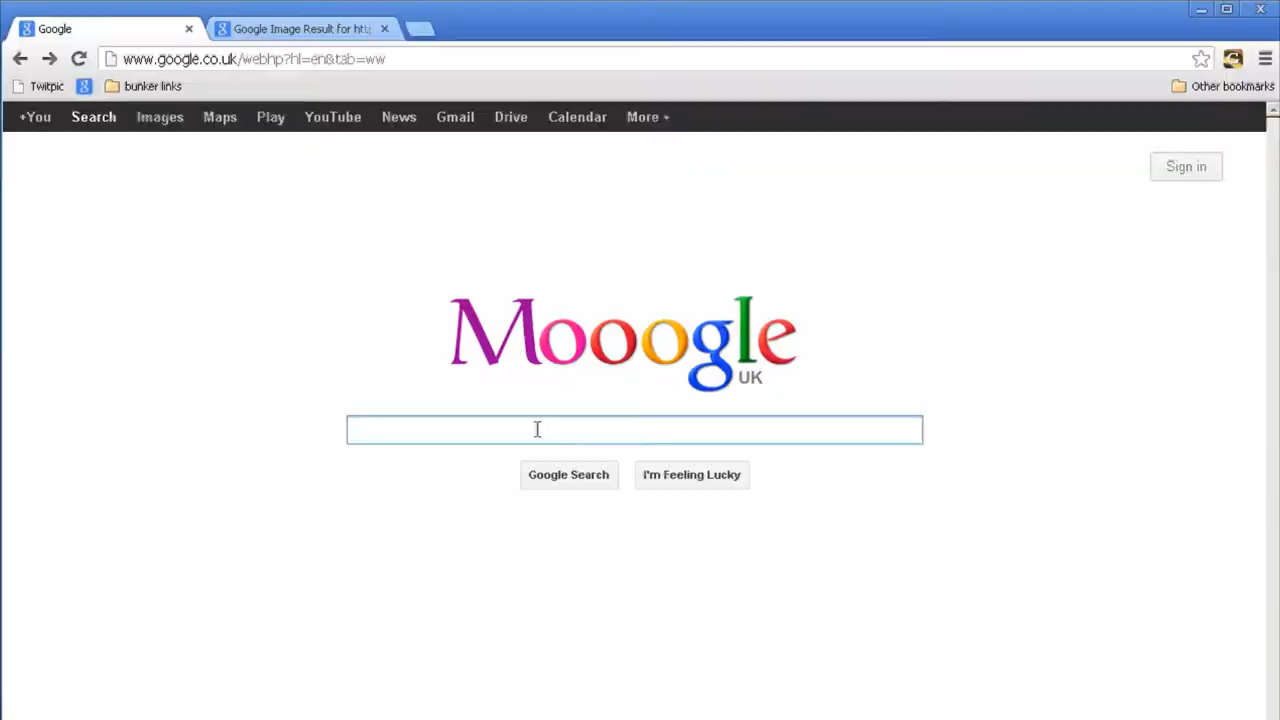 Google
Google Image Result for htt
www.google.co.uk/webhp?hl=en&tab=ww
Twitpic
bunker links
Other bookmarks
+You Search Images Maps Play YouTube News Gmail Drive Calendar More
Sign in
Mooogle
UK
Google Search
I'm Feeling Lucky